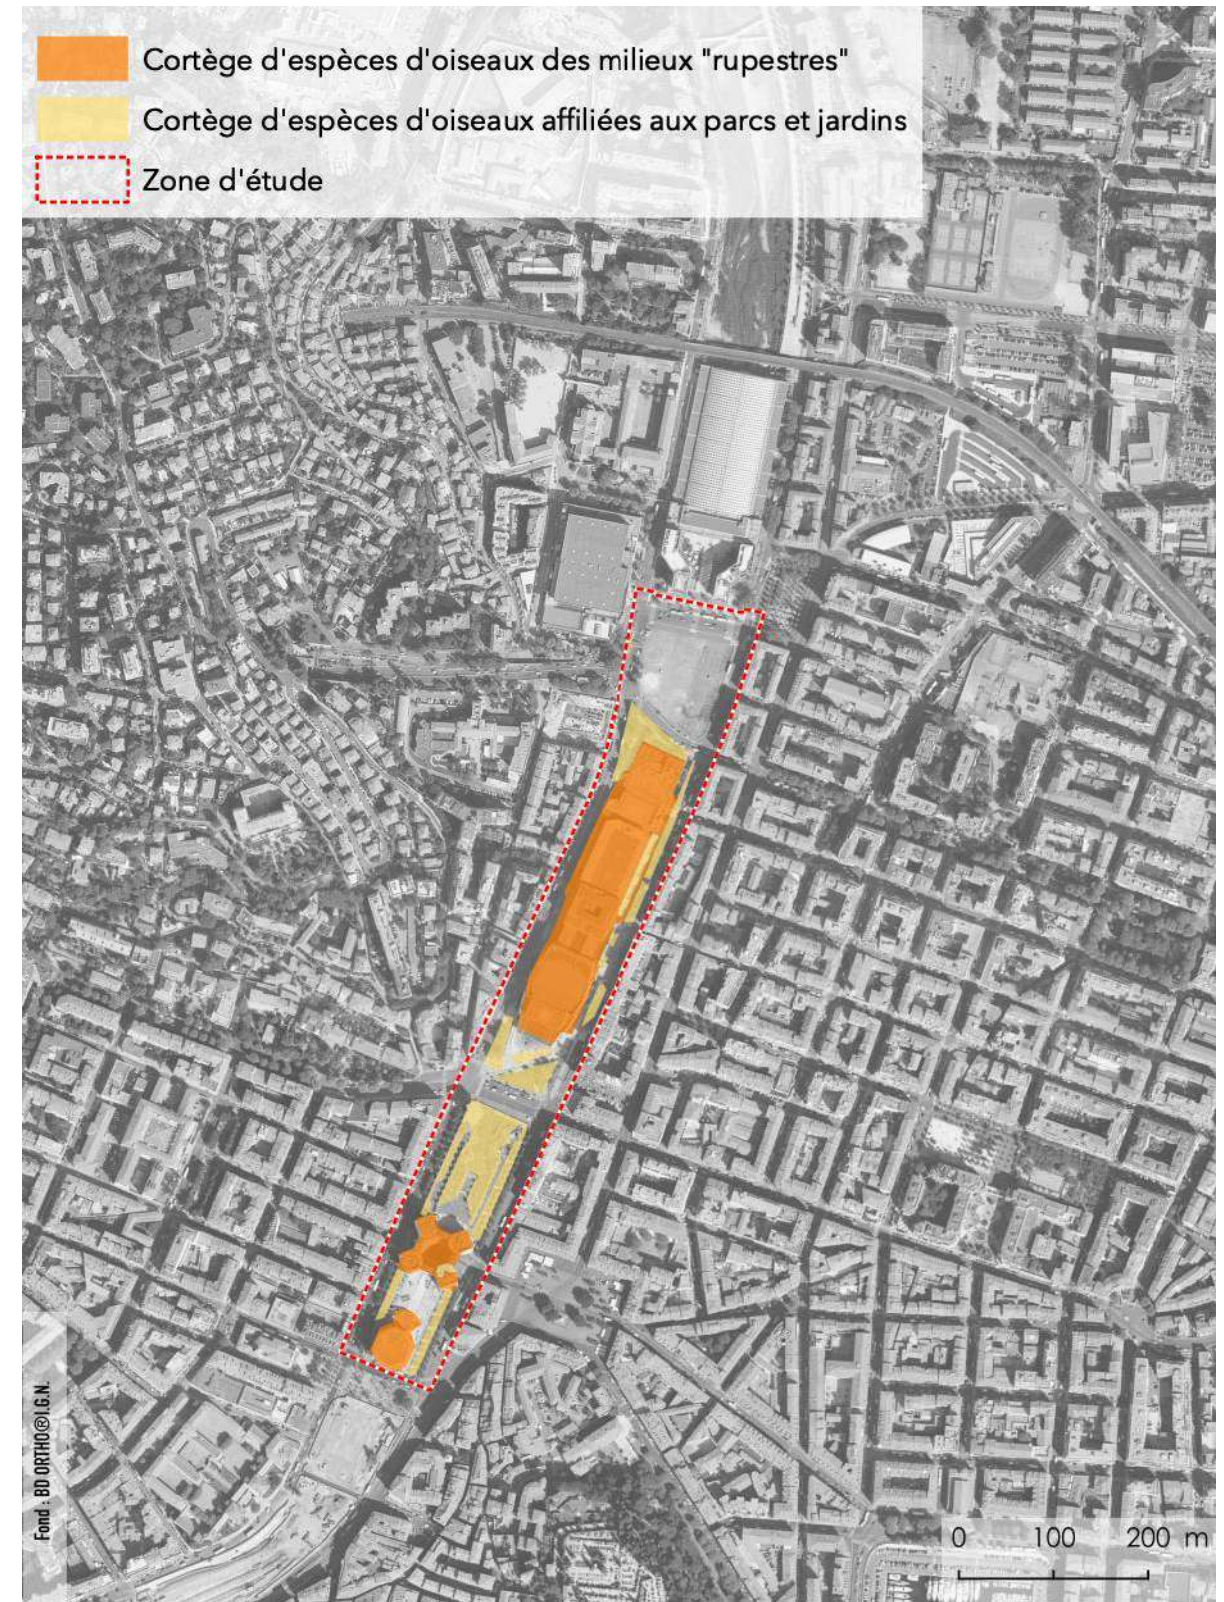 Cortège d'espèces d'oiseaux des milieux "rupestres"
Cortège d'espèces d'oiseaux affiliées aux parcs et jardins
Zone d'étude
Fond : BD ORTHO®I.G.N.
0 100 200 m